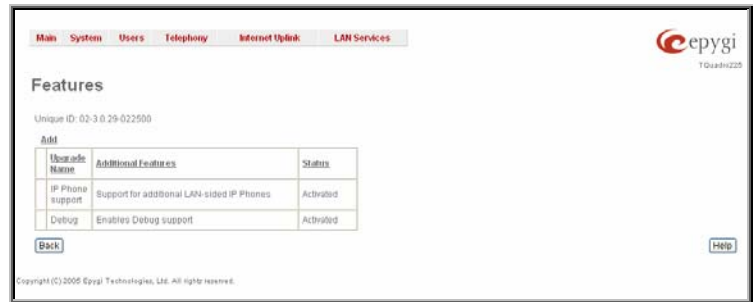 Main System Users Telephony Internet Uplink LAN Services
epygi
TQuadro225
Features
Unique ID: 02-3.0.29-022500
Add
Upgrade Name Additional Features Status
IP Phone support Support for additional LAN-sided IP Phones Activated
Debug Enables Debug support Activated
Back Help
Copyright (C) 2005 Epygi Technologies, Ltd. All rights reserved.